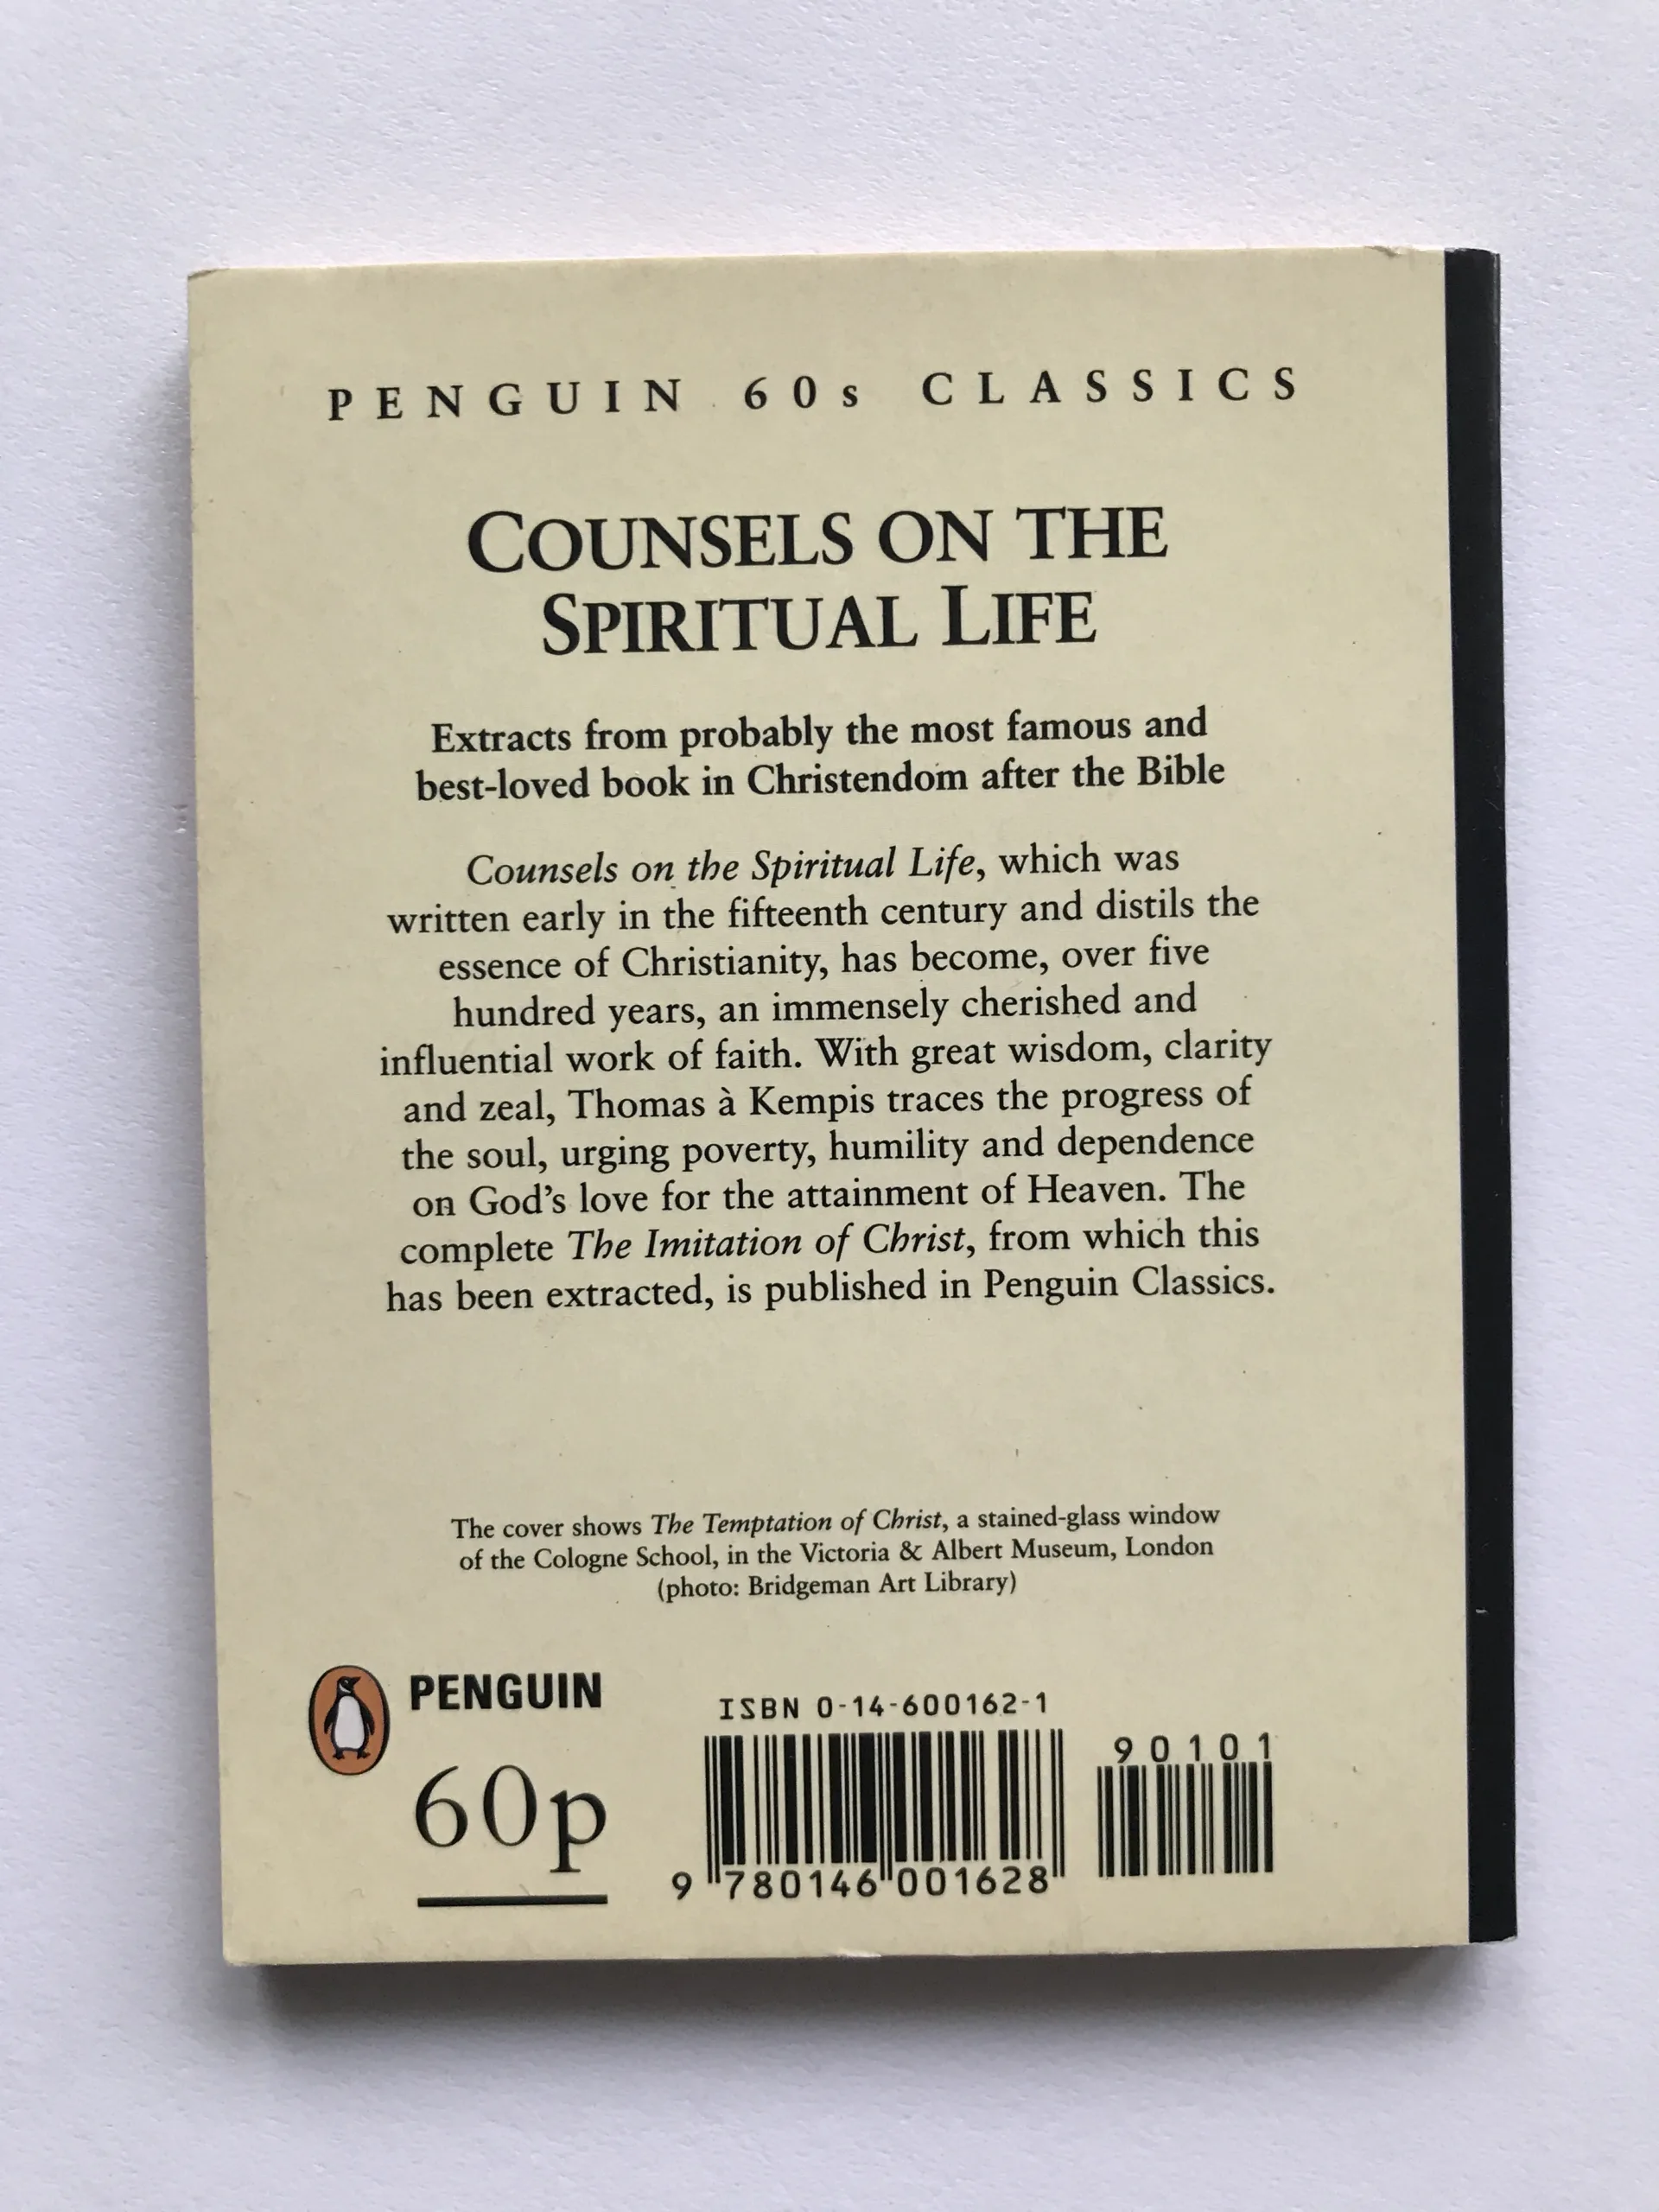 PENGUIN 60s CLASSICS
COUNSELS ON THE
SPIRITUAL LIFE
Extracts from probably the most famous and
best-loved book in Christendom after the Bible
Counsels on the Spiritual Life, which was
written early in the fifteenth century and distils the
essence of Christianity, has become, over five
hundred years, an immensely cherished and
influential work of faith. With great wisdom, clarity
and zeal, Thomas à Kempis traces the progress of
the soul, urging poverty, humility and dependence
on God’s love for the attainment of Heaven. The
complete The Imitation of Christ, from which this
has been extracted, is published in Penguin Classics.
The cover shows The Temptation of Christ, a stained-glass window
of the Cologne School, in the Victoria & Albert Museum, London
(photo: Bridgeman Art Library)
PENGUIN
60p
ISBN 0-14-600162-1
90101
9 780146 001628